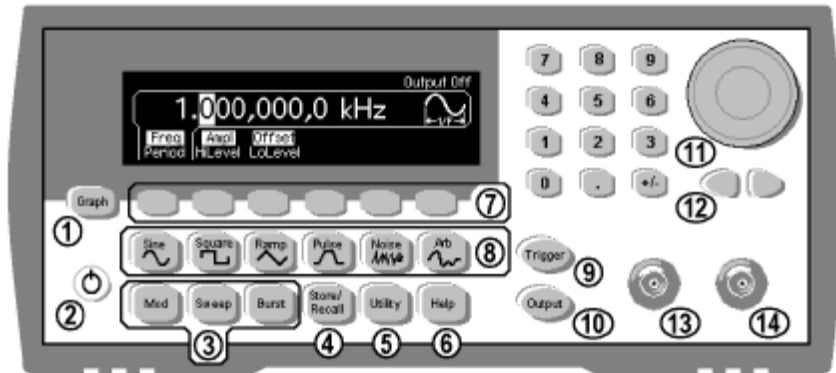 Output Off
1.000,000,0 kHz
1/F
Freq Ampl Offset
Period HiLevel LoLevel
7 8 9
4 5 6
1 2 3
0 . +/-
11
12
Graph
1
7
Sine Square Ramp Pulse Noise Arb
8
Trigger
9
2
Mod Sweep Burst Store/
Recall Utility Help
Output
10
3 4 5 6
13 14